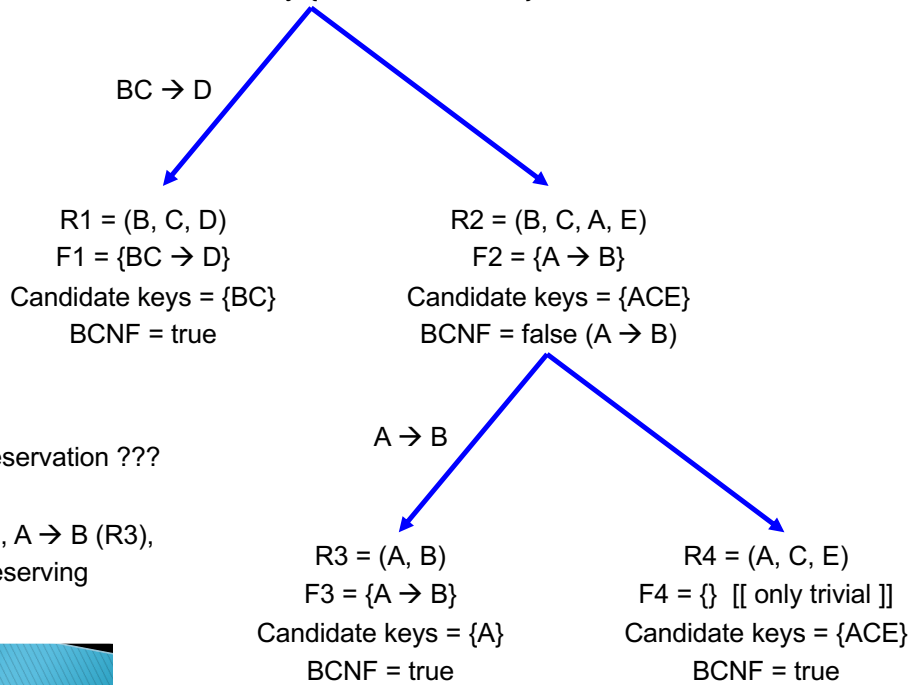 BC → D
R1 = (B, C, D)
F1 = {BC → D}
Candidate keys = {BC}
BCNF = true
R2 = (B, C, A, E)
F2 = {A → B}
Candidate keys = {ACE}
BCNF = false (A → B)
A → B
eservation ???
, A → B (R3),
eserving
R3 = (A, B)
F3 = {A → B}
Candidate keys = {A}
BCNF = true
R4 = (A, C, E)
F4 = {} [[ only trivial ]]
Candidate keys = {ACE}
BCNF = true